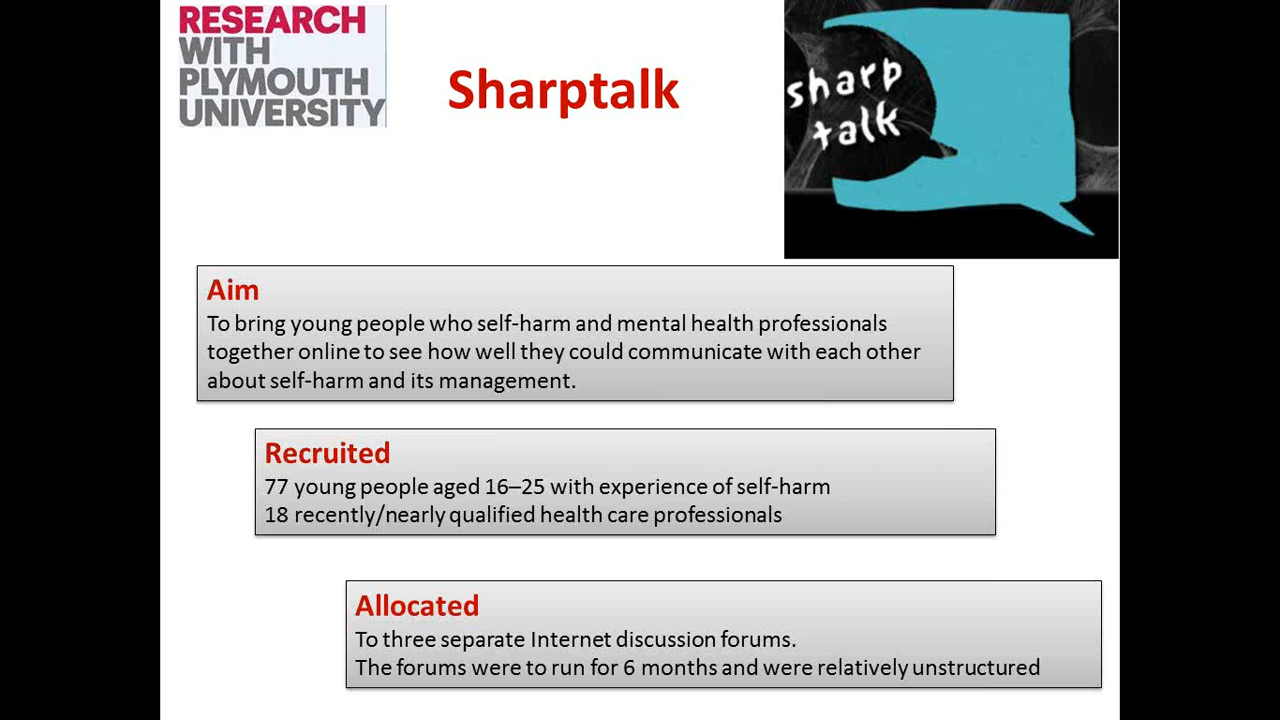 RESEARCH
WITH
PLYMOUTH
UNIVERSITY
Sharptalk
sharp
talk
Aim
To bring young people who self-harm and mental health professionals
together online to see how well they could communicate with each other
about self-harm and its management.
Recruited
77 young people aged 16–25 with experience of self-harm
18 recently/nearly qualified health care professionals
Allocated
To three separate Internet discussion forums.
The forums were to run for 6 months and were relatively unstructured